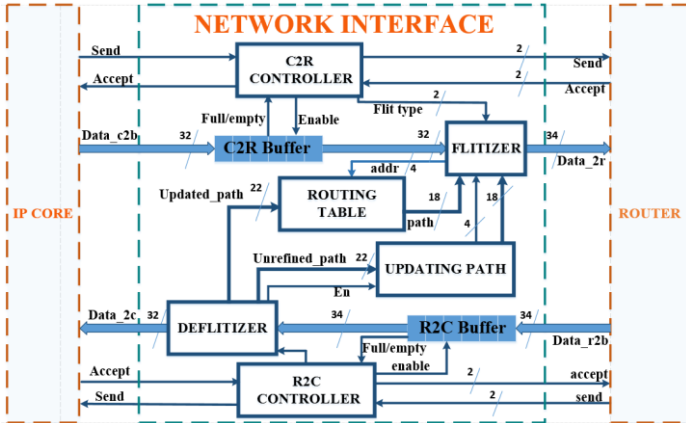 NETWORK INTERFACE
Send
C2R
CONTROLLER
2
Send
Accept
2
Accept
2
Full/empty
Enable
Flit type
Data_c2b
32
C2R Buffer
32
FLITIZER
34
Data_2r
addr
4
Updated_path
22
ROUTING
TABLE
18
path
18
4
IP CORE
ROUTER
Unrefined_path
22
UPDATING PATH
En
Data_2c
32
DEFLITIZER
34
R2C Buffer
34
Data_r2b
Full/empty
enable
Accept
R2C
CONTROLLER
2
accept
Send
2
send